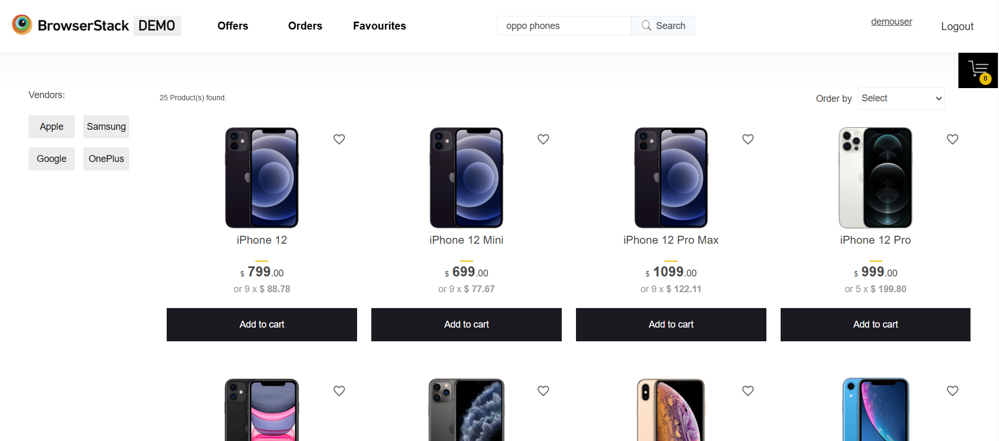 BrowserStack DEMO
Offers
Orders
Favourites
oppo phones
Search
demouser
Logout
0
Vendors:
25 Product(s) found.
Order by
Select
Apple
Samsung
Google
OnePlus
iPhone 12
$ 799.00
or 9 x $ 88.78
Add to cart
iPhone 12 Mini
$ 699.00
or 9 x $ 77.67
Add to cart
iPhone 12 Pro Max
$ 1099.00
or 9 x $ 122.11
Add to cart
iPhone 12 Pro
$ 999.00
or 5 x $ 199.80
Add to cart